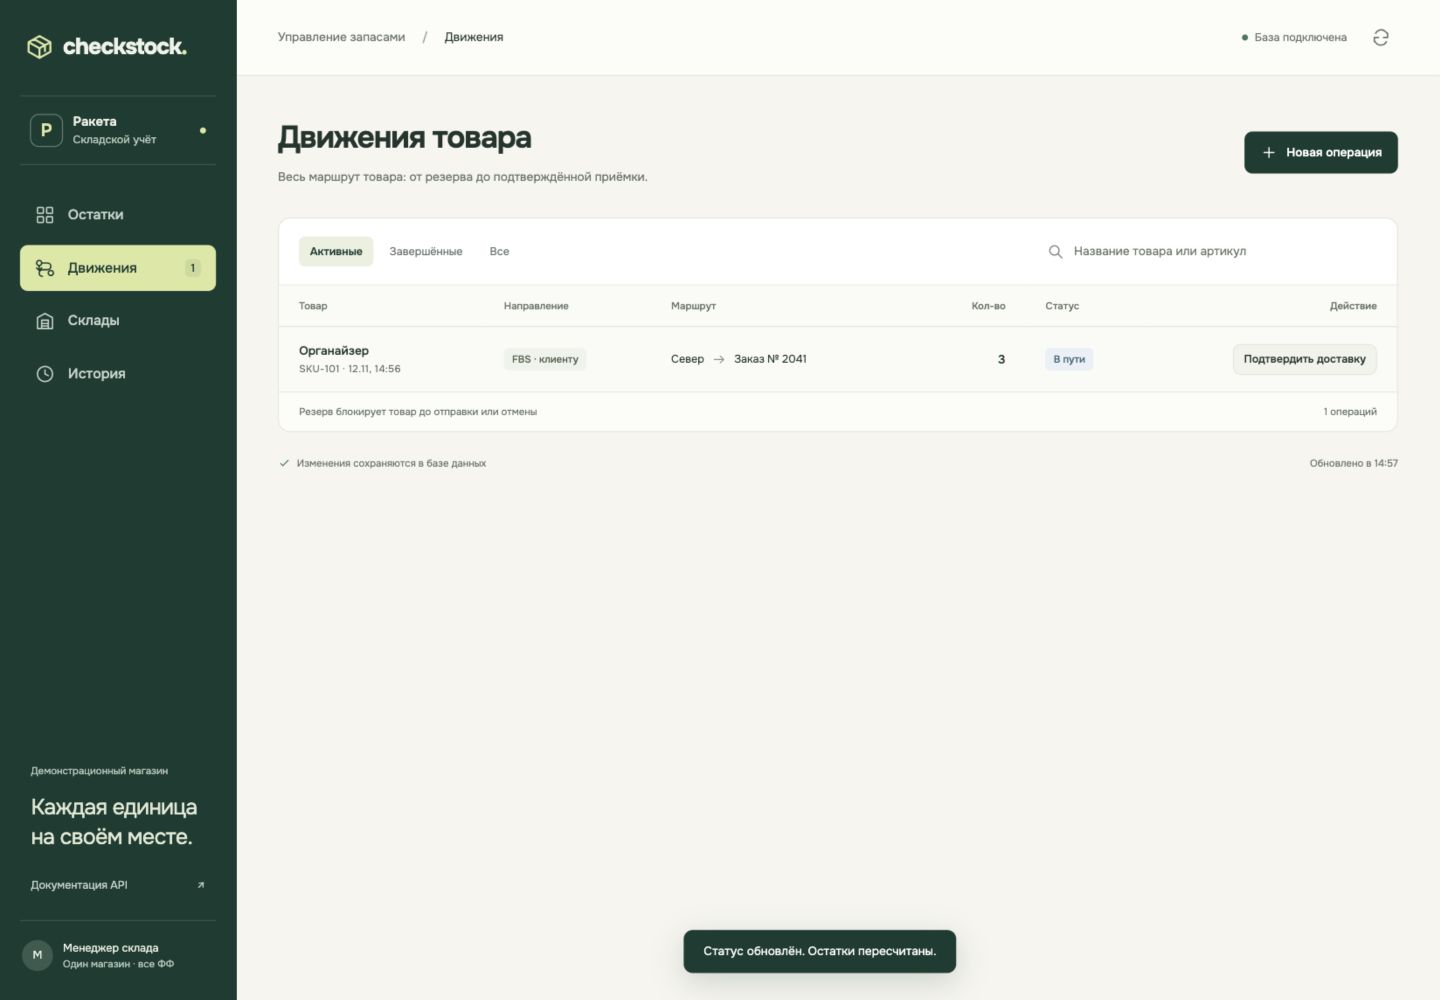 checkstock.
Р
Ракета
Складской учёт
Остатки
Движения 1
Склады
История
Демонстрационный магазин
Каждая единица
на своём месте.
Документация API
М
Менеджер склада
Один магазин · все ФФ
Управление запасами / Движения
База подключена
Движения товара
Весь маршрут товара: от резерва до подтверждённой приёмки.
Новая операция
Активные Завершённые Все
Название товара или артикул
Товар Направление Маршрут Кол-во Статус Действие
Органайзер
SKU-101 · 12.11, 14:56
FBS · клиенту
Север → Заказ № 2041
3
В пути
Подтвердить доставку
Резерв блокирует товар до отправки или отмены
1 операций
Изменения сохраняются в базе данных
Обновлено в 14:57
Статус обновлён. Остатки пересчитаны.